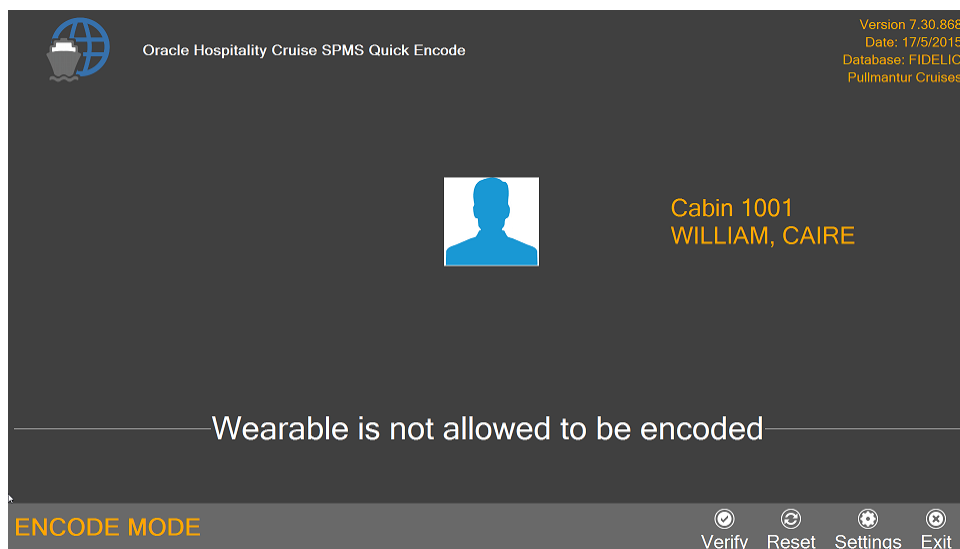 Oracle Hospitality Cruise SPMS Quick Encode
Version 7.30.868
Date: 17/5/2015
Database: FIDELIO
Pullmantur Cruises
Cabin 1001
WILLIAM, CAIRE
Wearable is not allowed to be encoded
ENCODE MODE
Verify Reset Settings Exit